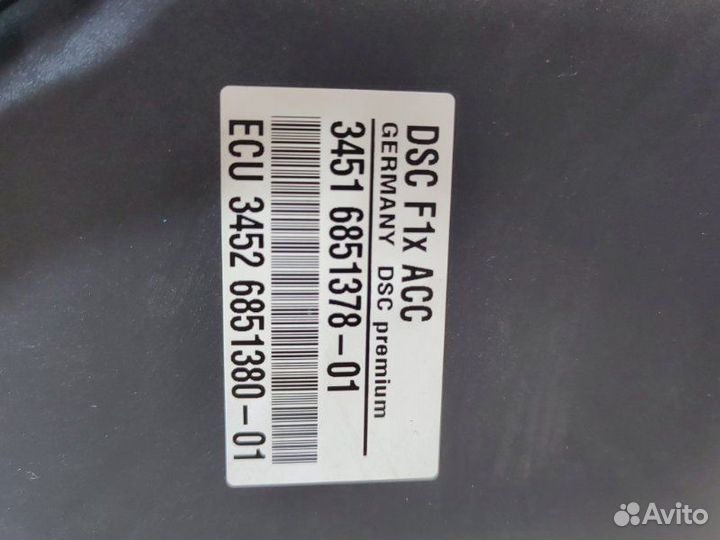 DSC F1x ACC
GERMANY DSC premium
3451 6851378-01
ECU 3452 6851380-01
Avito